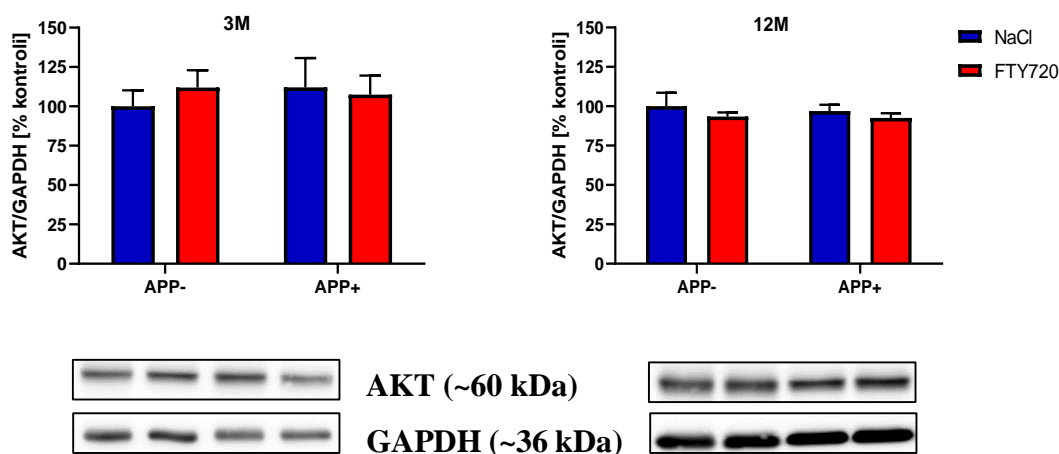 3M
AKT/GAPDH [% kontroli]
150
125
100
75
50
25
0
APP-
APP+
12M
AKT/GAPDH [% kontroli]
150
125
100
75
50
25
0
APP-
APP+
NaCl
FTY720
AKT (~60 kDa)
GAPDH (~36 kDa)